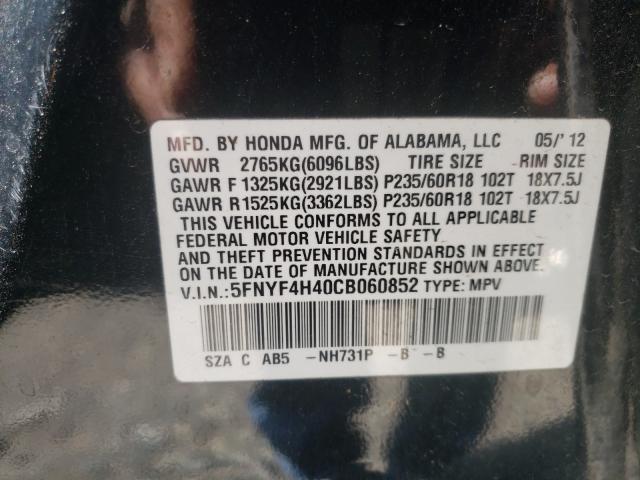 MFD. BY HONDA MFG. OF ALABAMA, LLC 05/'12
GVWR 2765KG(6096LBS) TIRE SIZE RIM SIZE
GAWR F 1325KG(2921LBS) P235/60R18 102T 18X7.5J
GAWR R1525KG(3362LBS) P235/60R18 102T 18X7.5J
THIS VEHICLE CONFORMS TO ALL APPLICABLE
FEDERAL MOTOR VEHICLE SAFETY
AND THEFT PREVENTION STANDARDS IN EFFECT
ON THE DATE OF MANUFACTURE SHOWN ABOVE.
V.I.N.:5FNYF4H40CB060852 TYPE: MPV
SZA C AB5 -NH731P -B -B